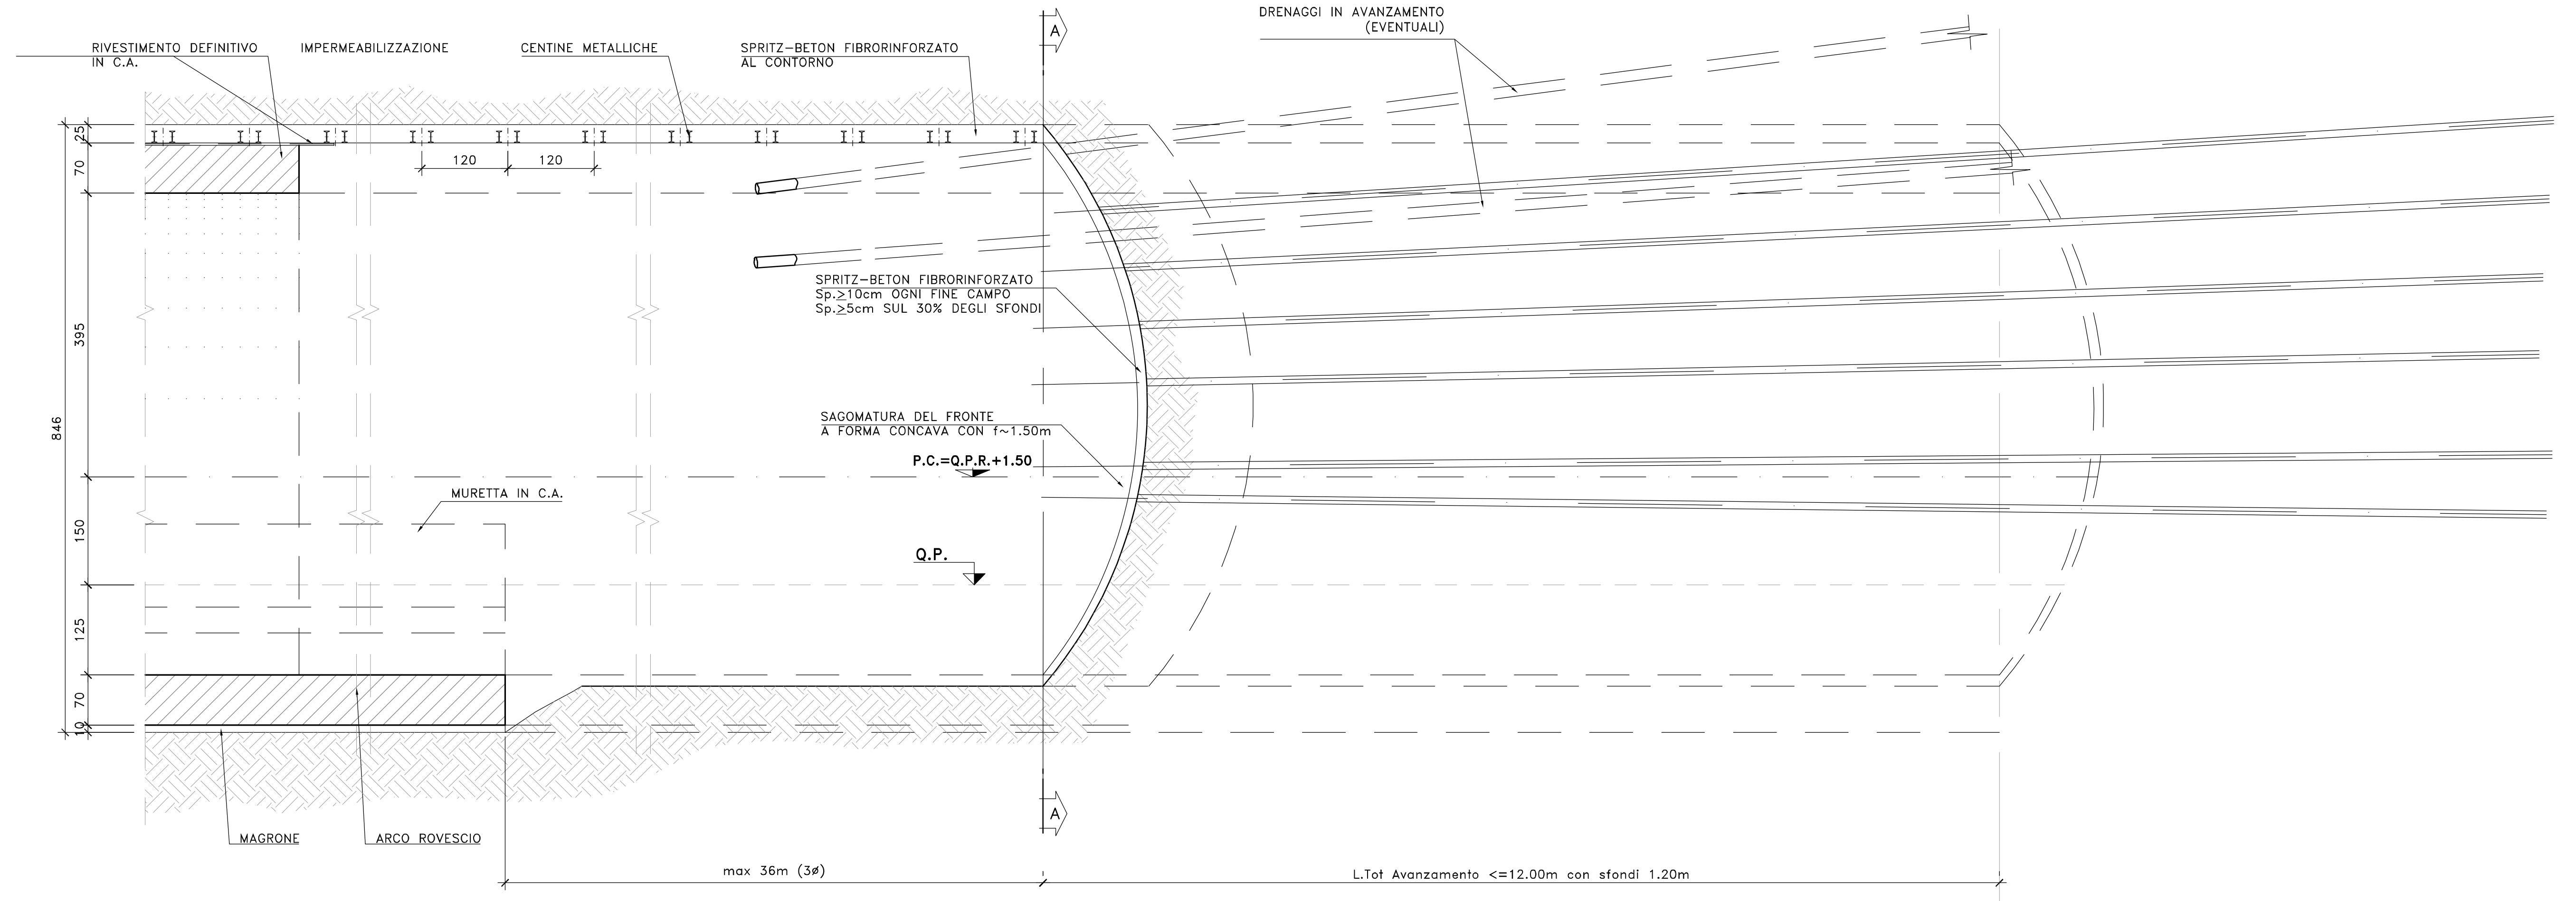 DRENAGGI IN AVANZAMENTO
(EVENTUALI)
A
RIVESTIMENTO DEFINITIVO
IN C.A.
IMPERMEABILIZZAZIONE
CENTINE METALLICHE
SPRITZ-BETON FIBRORINFORZATO
AL CONTORNO
25
70
120
120
SPRITZ-BETON FIBRORINFORZATO
Sp.≥10cm OGNI FINE CAMPO
Sp.≥5cm SUL 30% DEGLI SFONDI
395
846
SAGOMATURA DEL FRONTE
A FORMA CONCAVA CON f~1.50m
P.C.=Q.P.R.+1.50
MURETTA IN C.A.
150
Q.P.
125
70
10
A
MAGRONE
ARCO ROVESCIO
max 36m (3ø)
L.Tot Avanzamento <=12.00m con sfondi 1.20m